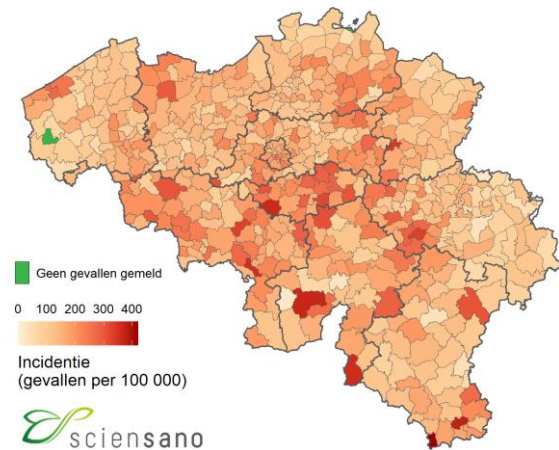 Geen gevallen gemeld
0 100 200 300 400
Incidentie
(gevallen per 100 000)
sciensano